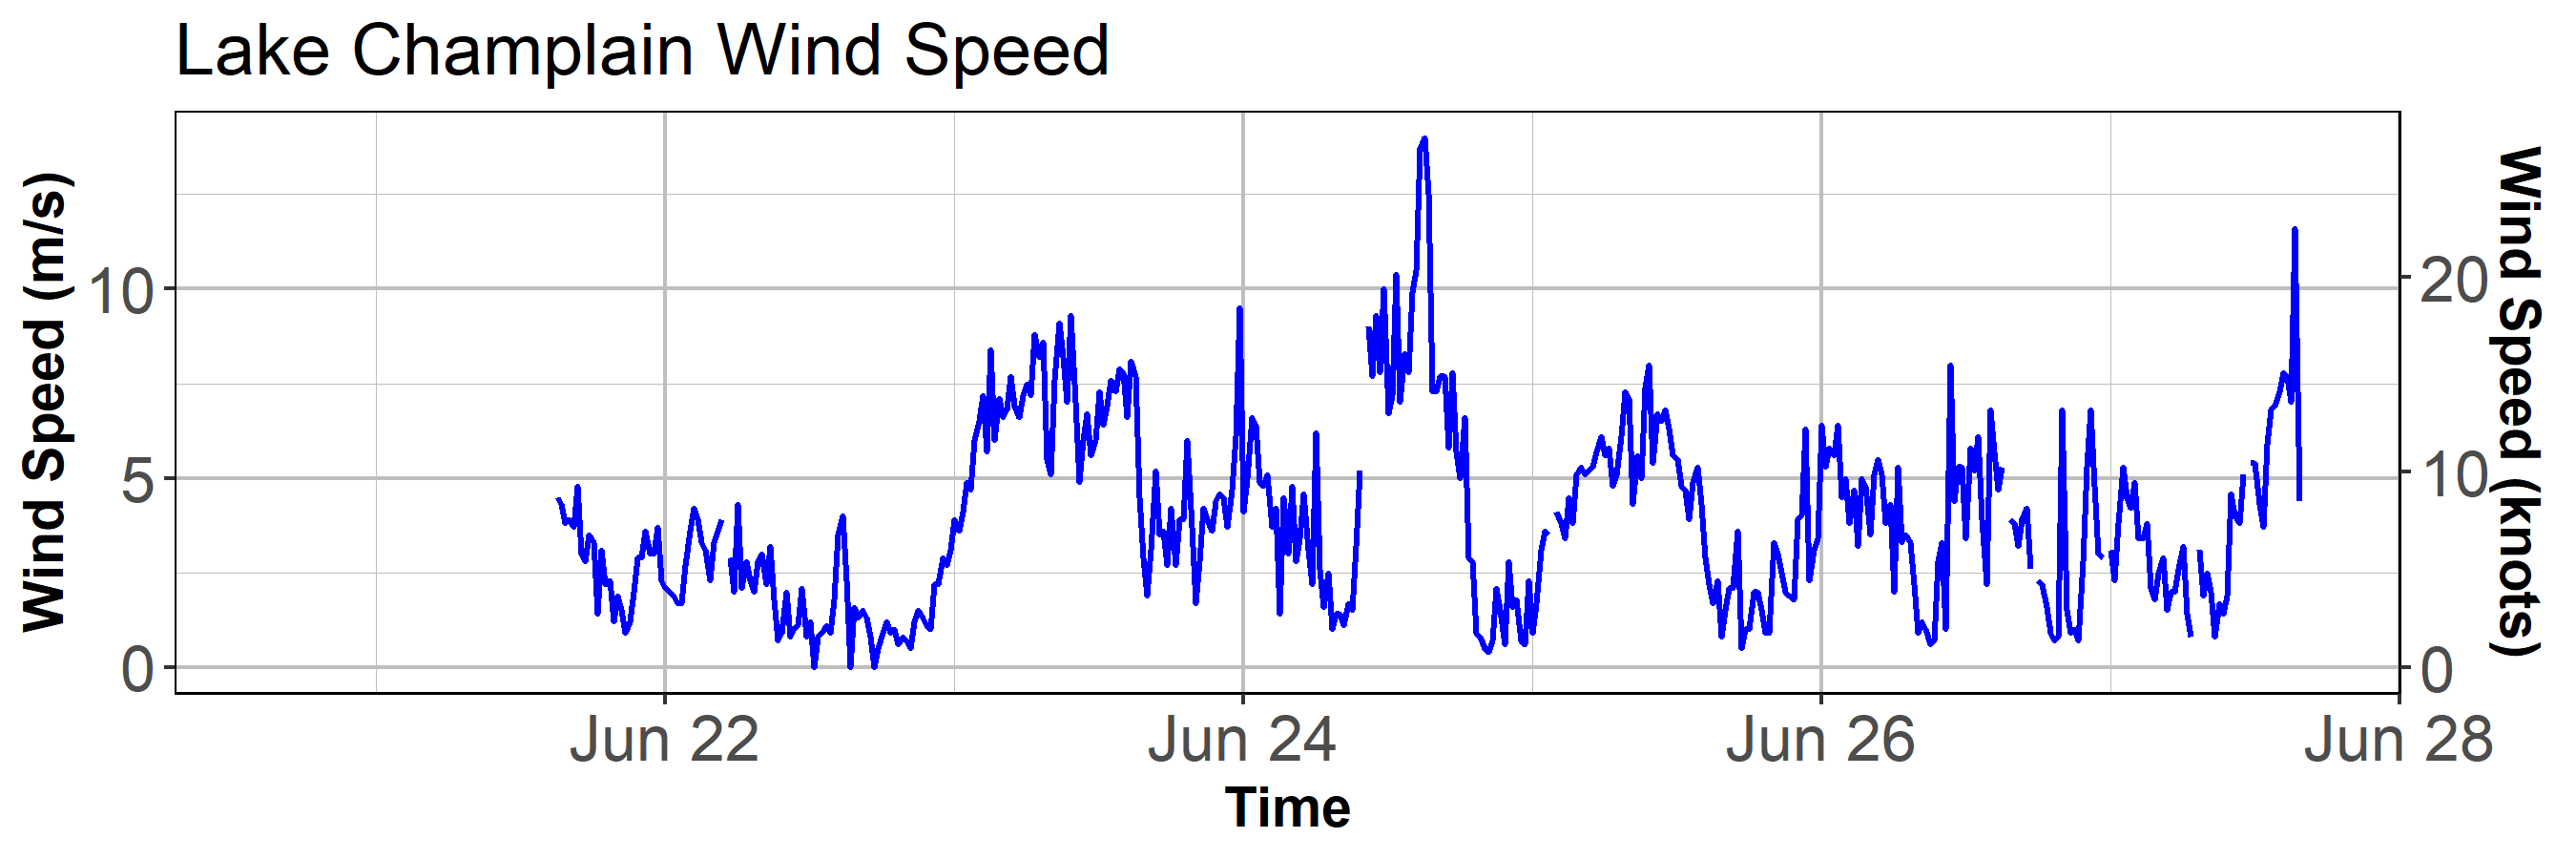 Lake Champlain Wind Speed
Wind Speed (m/s)
10
5
0
20
10
0
Wind Speed (knots)
Jun 22
Jun 24
Jun 26
Jun 28
Time